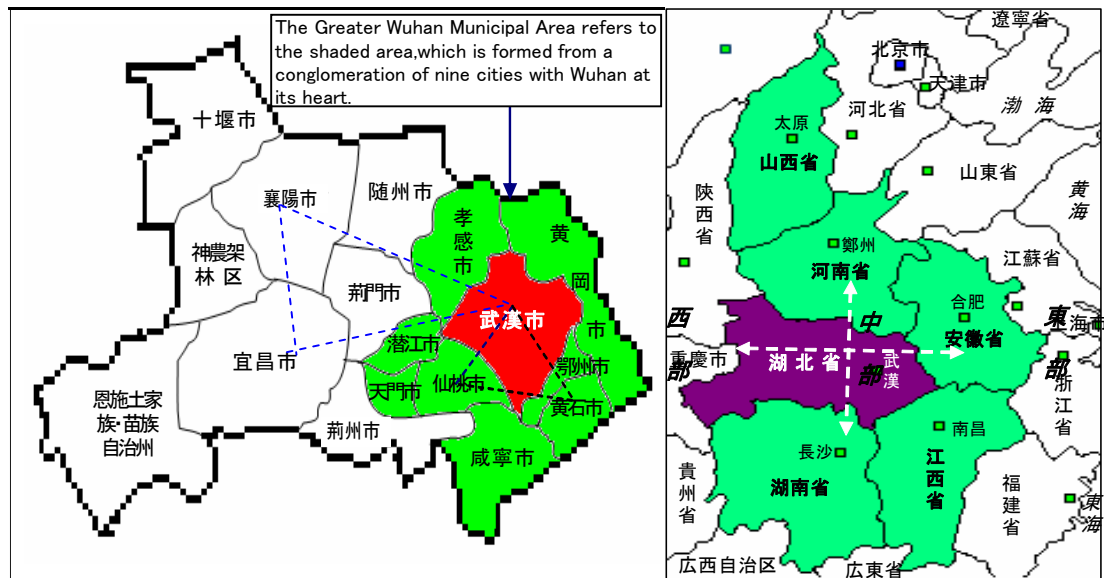 The Greater Wuhan Municipal Area refers to
the shaded area,which is formed from a
conglomeration of nine cities with Wuhan at
its heart.
十堰市
襄陽市
随州市
孝感市
黄岡市
神農架
林区
荆門市
武漢市
潜江市
宜昌市
天門市
仙桃市
鄂州市
黄石市
恩施土家
族・苗族
自治州
荆州市
咸寧市
遼寧省
北京市
天津市
渤海
河北省
太原
山西省
山東省
黄海
陝西省
鄭州
河南省
江蘇省
合肥
安徽省
西部
中部
東部
上海市
重慶市
湖北省
武漢
浙江省
南昌
長沙
湖南省
江西省
貴州省
福建省
東海
広西自治区
広東省